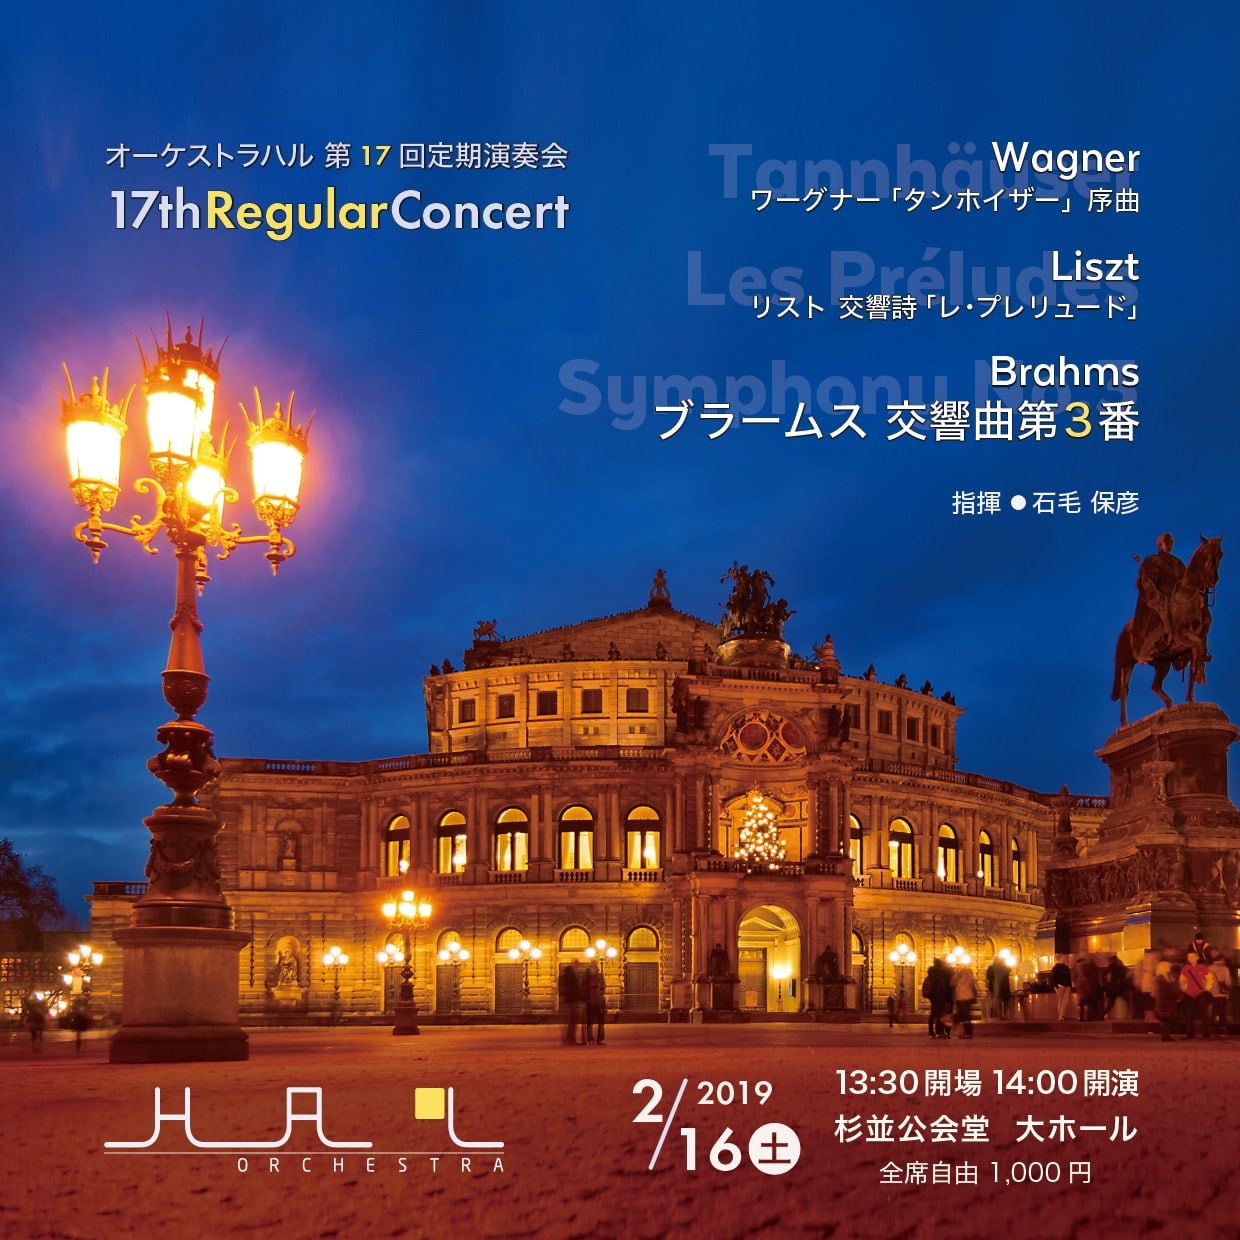 オーケストラハル 第17回定期演奏会
17thRegularConcert
Tannhäuser
Wagner
ワーグナー「タンホイザー」序曲
Les Préludes
Liszt
リスト 交響詩「レ・プレリュード」
Symphony No.3
Brahms
ブラームス 交響曲第3番
指揮●石毛 保彦
HAL
ORCHESTRA
2/16 2019 土
13:30開場 14:00開演
杉並公会堂 大ホール
全席自由 1,000円